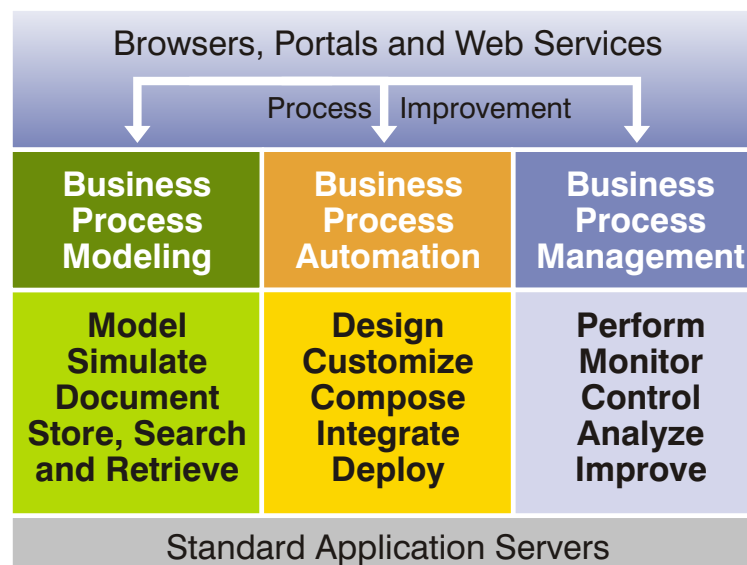 Browsers, Portals and Web Services
Process Improvement
Business
Process
Modeling
Business
Process
Automation
Business
Process
Management
Model
Simulate
Document
Store, Search
and Retrieve
Design
Customize
Compose
Integrate
Deploy
Perform
Monitor
Control
Analyze
Improve
Standard Application Servers